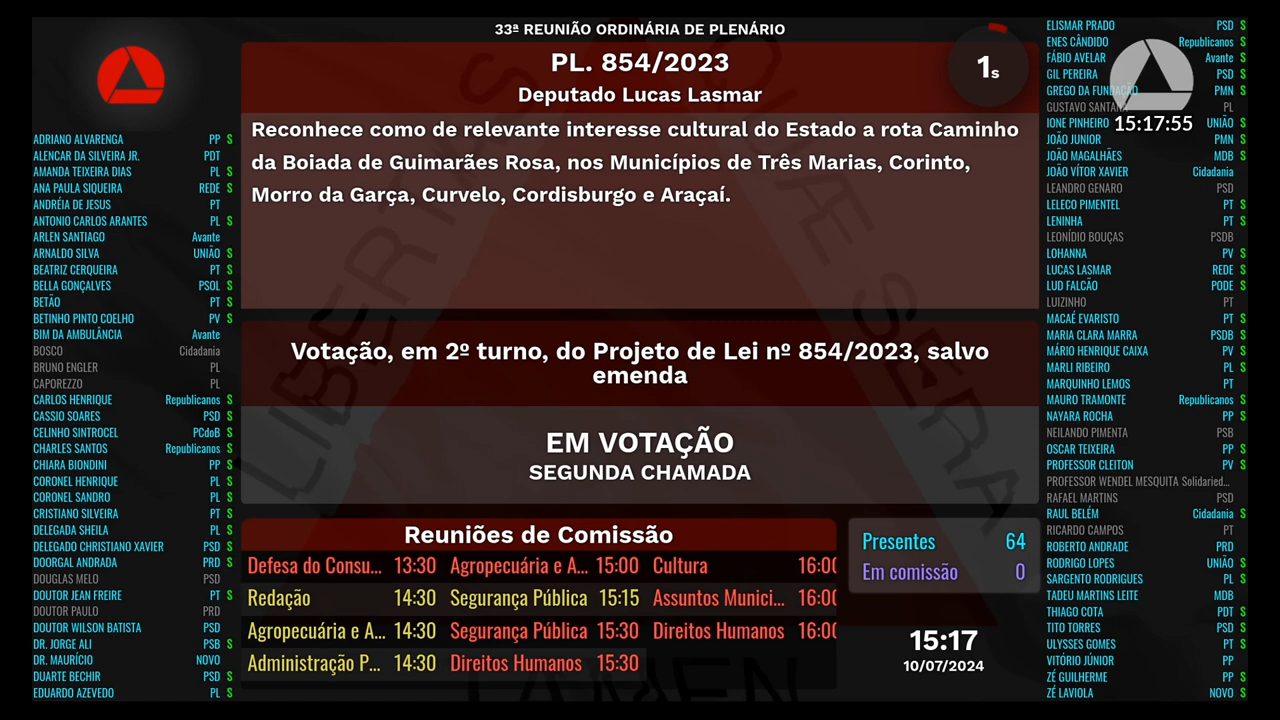 33ª REUNIÃO ORDINÁRIA DE PLENÁRIO
PL. 854/2023
Deputado Lucas Lasmar
1s
Reconhece como de relevante interesse cultural do Estado a rota Caminho
da Boiada de Guimarães Rosa, nos Municípios de Três Marias, Corinto,
Morro da Garça, Curvelo, Cordisburgo e Araçaí.
Votação, em 2º turno, do Projeto de Lei nº 854/2023, salvo
emenda
EM VOTAÇÃO
SEGUNDA CHAMADA
Reuniões de Comissão
Defesa do Consu... 13:30 Agropecuária e A... 15:00 Cultura 16:00
Redação 14:30 Segurança Pública 15:15 Assuntos Munici... 16:00
Agropecuária e A... 14:30 Segurança Pública 15:30 Direitos Humanos 16:00
Administração P... 14:30 Direitos Humanos 15:30
Presentes 64
Em comissão 0
15:17
10/07/2024
ADRIANO ALVARENGA PP S
ALENCAR DA SILVEIRA JR. PDT
AMANDA TEIXEIRA DIAS PL S
ANA PAULA SIQUEIRA REDE S
ANDRÉIA DE JESUS PT
ANTONIO CARLOS ARANTES PL S
ARLEN SANTIAGO Avante
ARNALDO SILVA UNIÃO S
BEATRIZ CERQUEIRA PT S
BELLA GONÇALVES PSOL S
BETÃO PT S
BETINHO PINTO COELHO PV S
BIM DA AMBULÂNCIA Avante
BOSCO Cidadania
BRUNO ENGLER PL
CAPOREZZO PL
CARLOS HENRIQUE Republicanos S
CASSIO SOARES PSD S
CELINHO SINTROCEL PCdoB S
CHARLES SANTOS Republicanos S
CHIARA BIONDINI PP S
CORONEL HENRIQUE PL S
CORONEL SANDRO PL S
CRISTIANO SILVEIRA PT S
DELEGADA SHEILA PL S
DELEGADO CHRISTIANO XAVIER PSD S
DOORGAL ANDRADA PRD S
DOUGLAS MELO PSD
DOUTOR JEAN FREIRE PT S
DOUTOR PAULO PRD
DOUTOR WILSON BATISTA PSD
DR. JORGE ALI PSB S
DR. MAURÍCIO NOVO
DUARTE BECHIR PSD S
EDUARDO AZEVEDO PL S
ELISMAR PRADO PSD S
ENES CÂNDIDO Republicanos S
FÁBIO AVELAR Avante S
GIL PEREIRA PSD S
GREGO DA FUNDAÇÃO PMN S
GUSTAVO SANTANA PL
IONE PINHEIRO UNIÃO S
15:17:55
JOÃO JUNIOR PMN S
JOÃO MAGALHÃES MDB S
JOÃO VÍTOR XAVIER Cidadania
LEANDRO GENARO PSD
LELECO PIMENTEL PT S
LENINHA PT S
LEONÍDIO BOUÇAS PSDB
LOHANNA PV S
LUCAS LASMAR REDE S
LUD FALCÃO PODE S
LUIZINHO PT
MACAÉ EVARISTO PT S
MARIA CLARA MARRA PSDB S
MÁRIO HENRIQUE CAIXA PV S
MARLI RIBEIRO PL S
MARQUINHO LEMOS PT
MAURO TRAMONTE Republicanos S
NAYARA ROCHA PP S
NEILANDO PIMENTA PSB
OSCAR TEIXEIRA PP S
PROFESSOR CLEITON PV S
PROFESSOR WENDEL MESQUITA Solidaried...
RAFAEL MARTINS PSD
RAUL BELÉM Cidadania S
RICARDO CAMPOS PT
ROBERTO ANDRADE PRD
RODRIGO LOPES UNIÃO S
SARGENTO RODRIGUES PL S
TADEU MARTINS LEITE MDB
THIAGO COTA PDT S
TITO TORRES PSD S
ULYSSES GOMES PT S
VITÓRIO JÚNIOR PP
ZÉ GUILHERME PP S
ZÉ LAVIOLA NOVO S